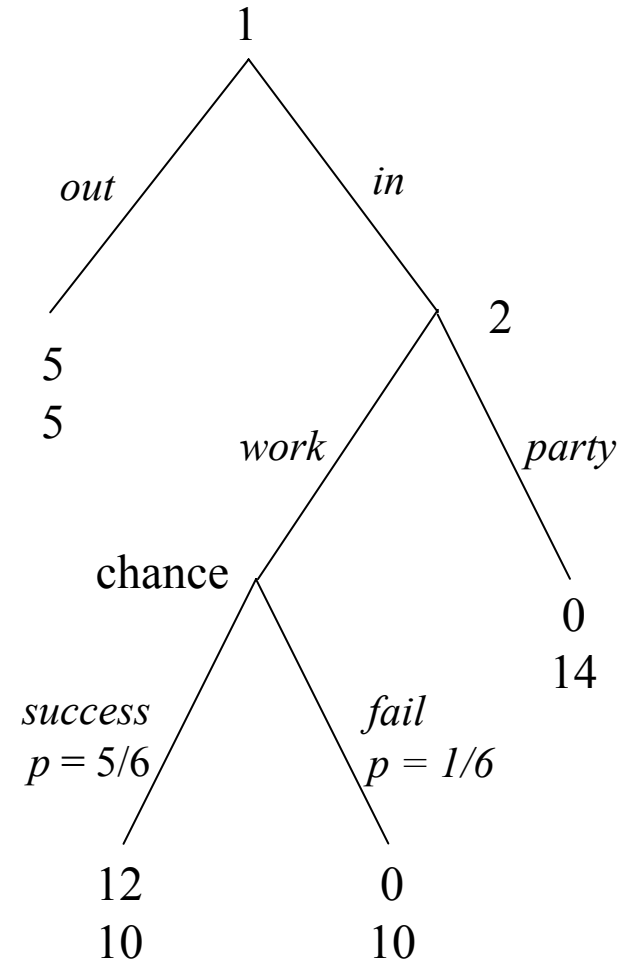 1
out
in
2
5
5
work
party
chance
0
14
success
p = 5/6
fail
p = 1/6
12
10
0
10